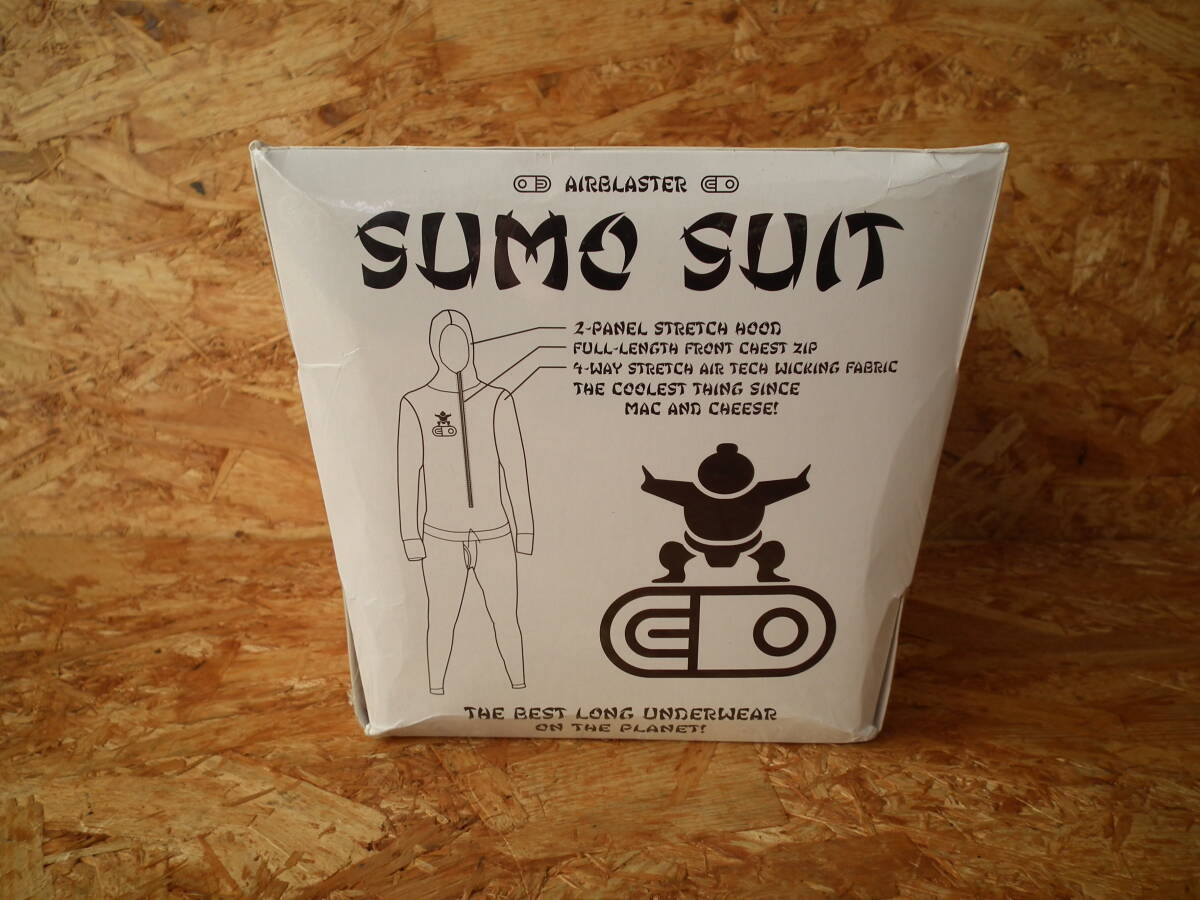 AIRBLASTER
SUMO SUIT
2-PANEL STRETCH HOOD
FULL-LENGTH FRONT CHEST ZIP
4-WAY STRETCH AIR TECH WICKING FABRIC
THE COOLEST THING SINCE
MAC AND CHEESE!
THE BEST LONG UNDERWEAR
ON THE PLANET!